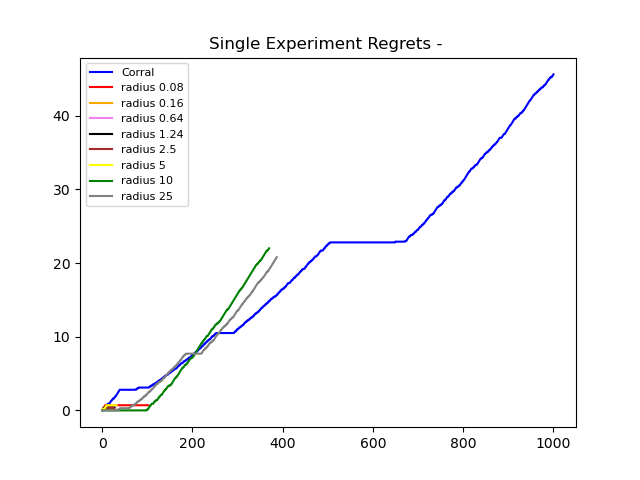 Single Experiment Regrets -
Corral
radius 0.08
radius 0.16
radius 0.64
radius 1.24
radius 2.5
radius 5
radius 10
radius 25
40
30
20
10
0
0 200 400 600 800 1000